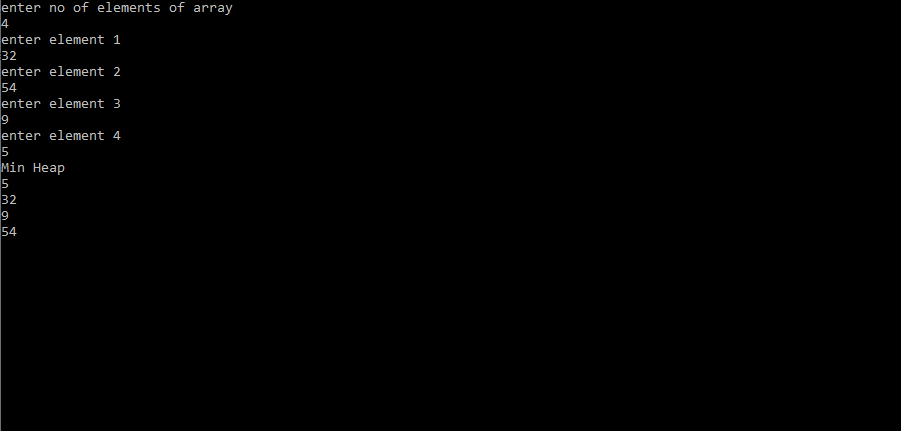 enter no of elements of array
4
enter element 1
32
enter element 2
54
enter element 3
9
enter element 4
5
Min Heap
5
32
9
54